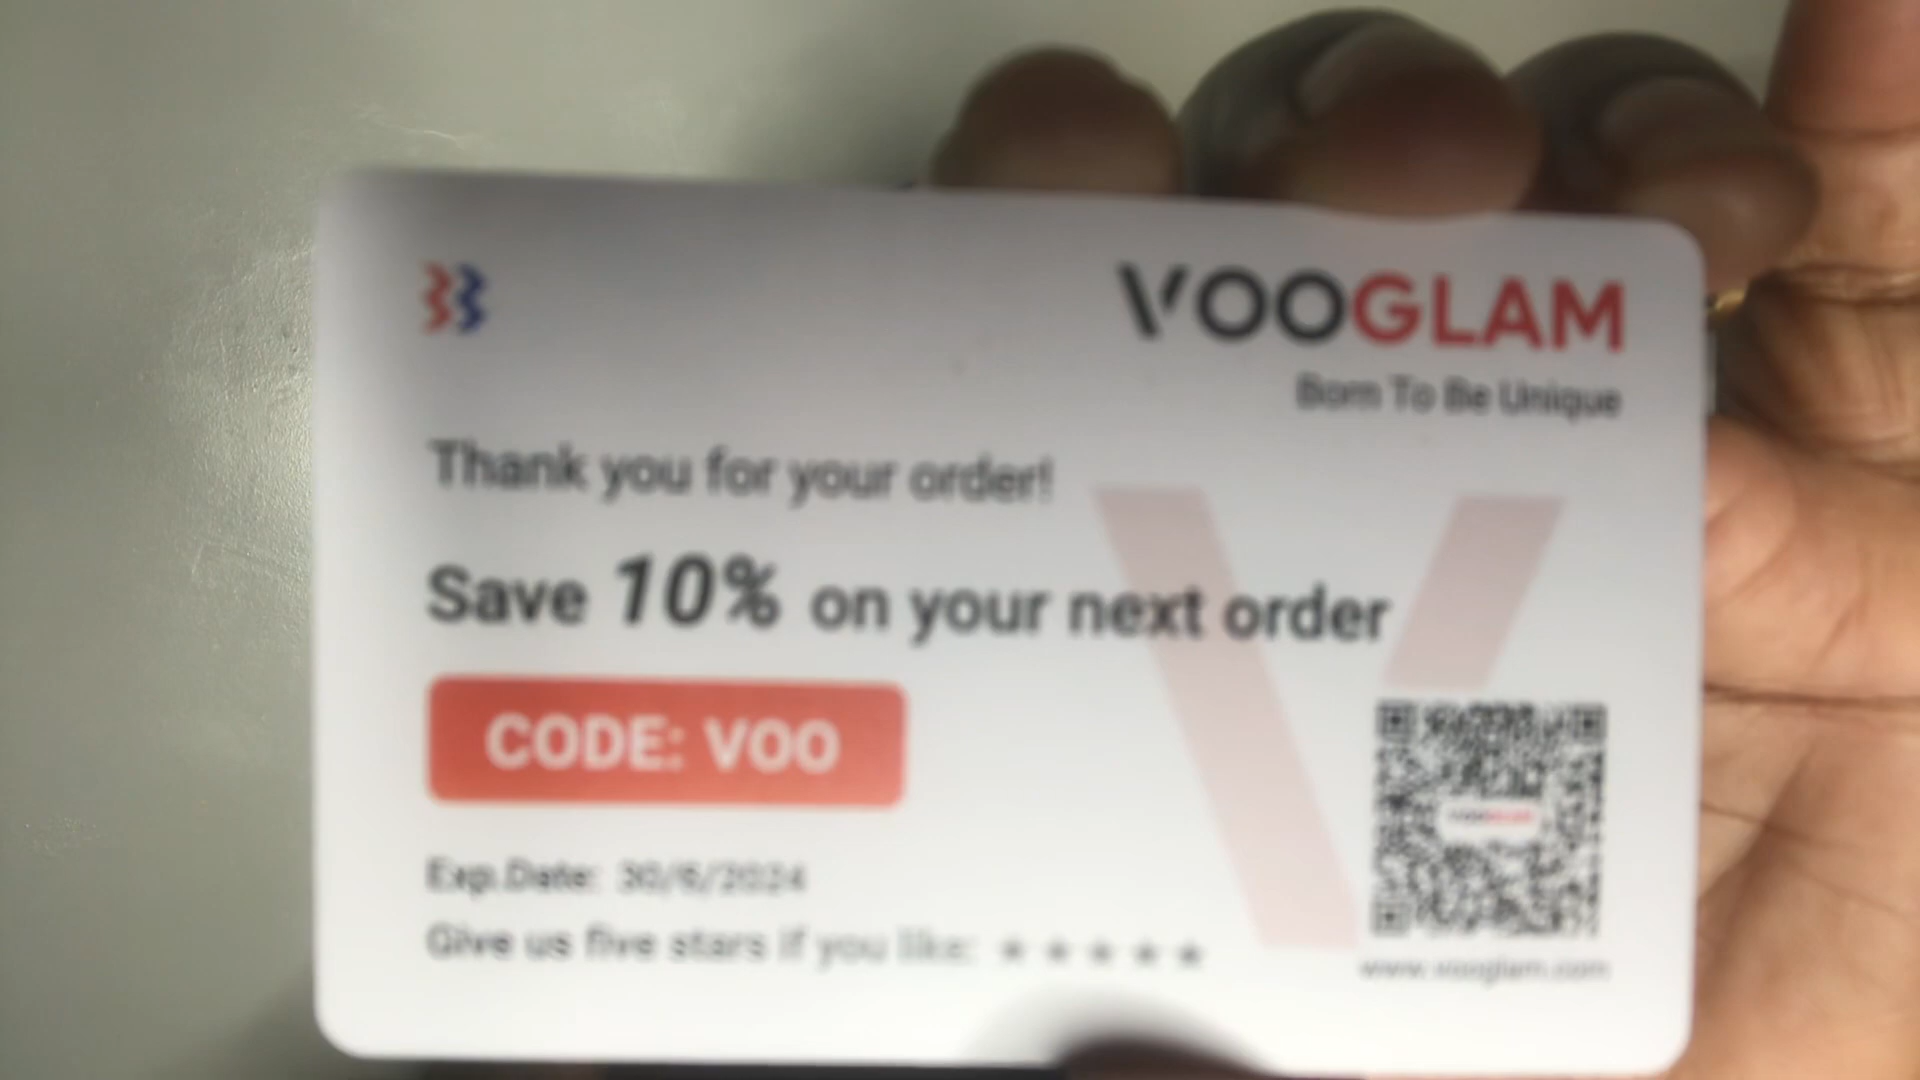 VOOGLAM
Born To Be Unique
Thank you for your order!
Save 10% on your next order
CODE: VOO
Exp.Date: 30/6/2024
Give us five stars if you like: ★ ★ ★ ★ ★
VOOGLAM
www.vooglam.com